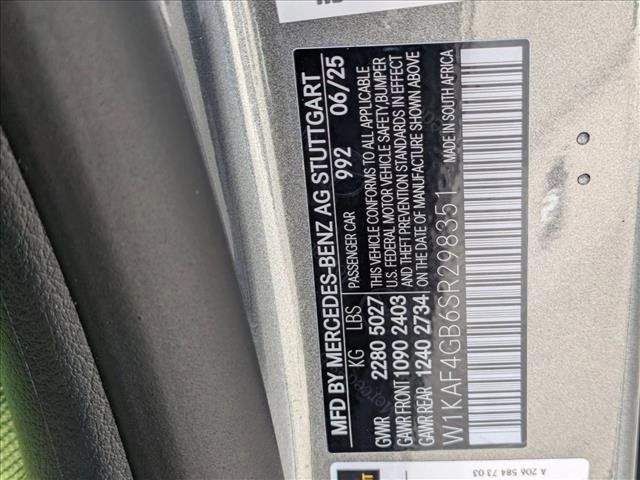 MFD BY MERCEDES-BENZ AG STUTTGART
992 06/25
KG LBS PASSENGER CAR
GWR 2280 5027
GAWR FRONT 1090 2403
GAWR REAR 1240 2734
THIS VEHICLE CONFORMS TO ALL APPLICABLE
FEDERAL MOTOR VEHICLE SAFETY, BUMPER
AND THEFT PREVENTION STANDARDS IN EFFECT
ON THE DATE OF MANUFACTURE SHOWN ABOVE
W1KAF4GB6SR298351
MADE IN SOUTH AFRICA
A 206 584 73 03